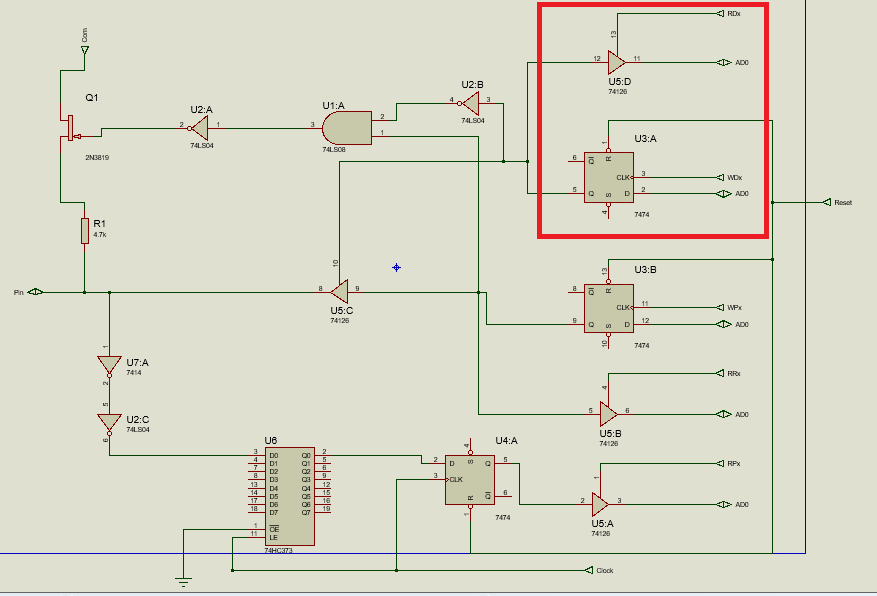 RDx
13
12
11
AD0
U5:D
74126
Com
Q1
2N3819
U2:A
2
1
74LS04
U1:A
3
2
1
74LS08
U2:B
4
3
74LS04
1
U3:A
6
Q
R
CLK
3
WDx
5
Q
S
D
2
AD0
4
7474
Reset
R1
4.7k
10
Pin
8
9
U5:C
74126
13
U3:B
8
Q
R
CLK
11
WPx
9
Q
S
D
12
AD0
10
7474
1
U7:A
7414
2
5
U2:C
74LS04
6
RRx
4
5
6
AD0
U5:B
74126
U6
3
D0
Q0
2
4
D1
Q1
5
7
D2
Q2
6
8
D3
Q3
9
13
D4
Q4
12
14
D5
Q5
15
17
D6
Q6
16
18
D7
Q7
19
1
OE
11
LE
74HC373
U4:A
4
2
D
S
Q
5
3
CLK
R
Q
6
1
7474
RPx
1
2
3
AD0
U5:A
74126
Clock